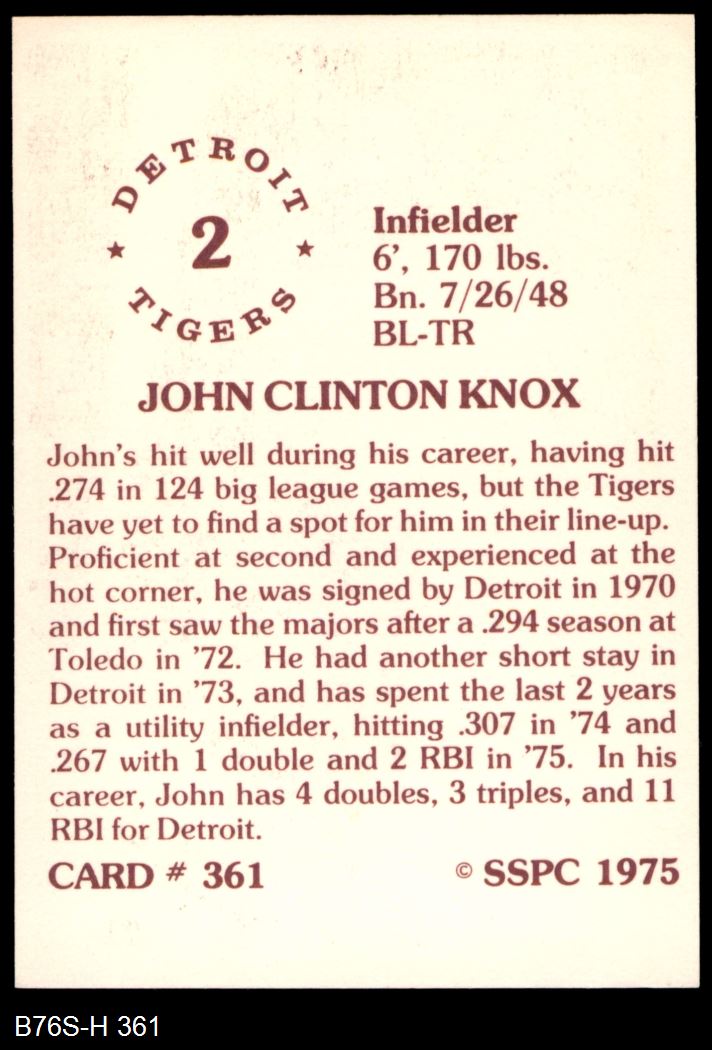 DETROIT
2
TIGERS
Infielder
6', 170 lbs.
Bn. 7/26/48
BL-TR
JOHN CLINTON KNOX
John's hit well during his career, having hit
.274 in 124 big league games, but the Tigers
have yet to find a spot for him in their line-up.
Proficient at second and experienced at the
hot corner, he was signed by Detroit in 1970
and first saw the majors after a .294 season at
Toledo in '72. He had another short stay in
Detroit in '73, and has spent the last 2 years
as a utility infielder, hitting .307 in '74 and
.267 with 1 double and 2 RBI in '75. In his
career, John has 4 doubles, 3 triples, and 11
RBI for Detroit.
CARD # 361 © SSPC 1975
B76S-H 361